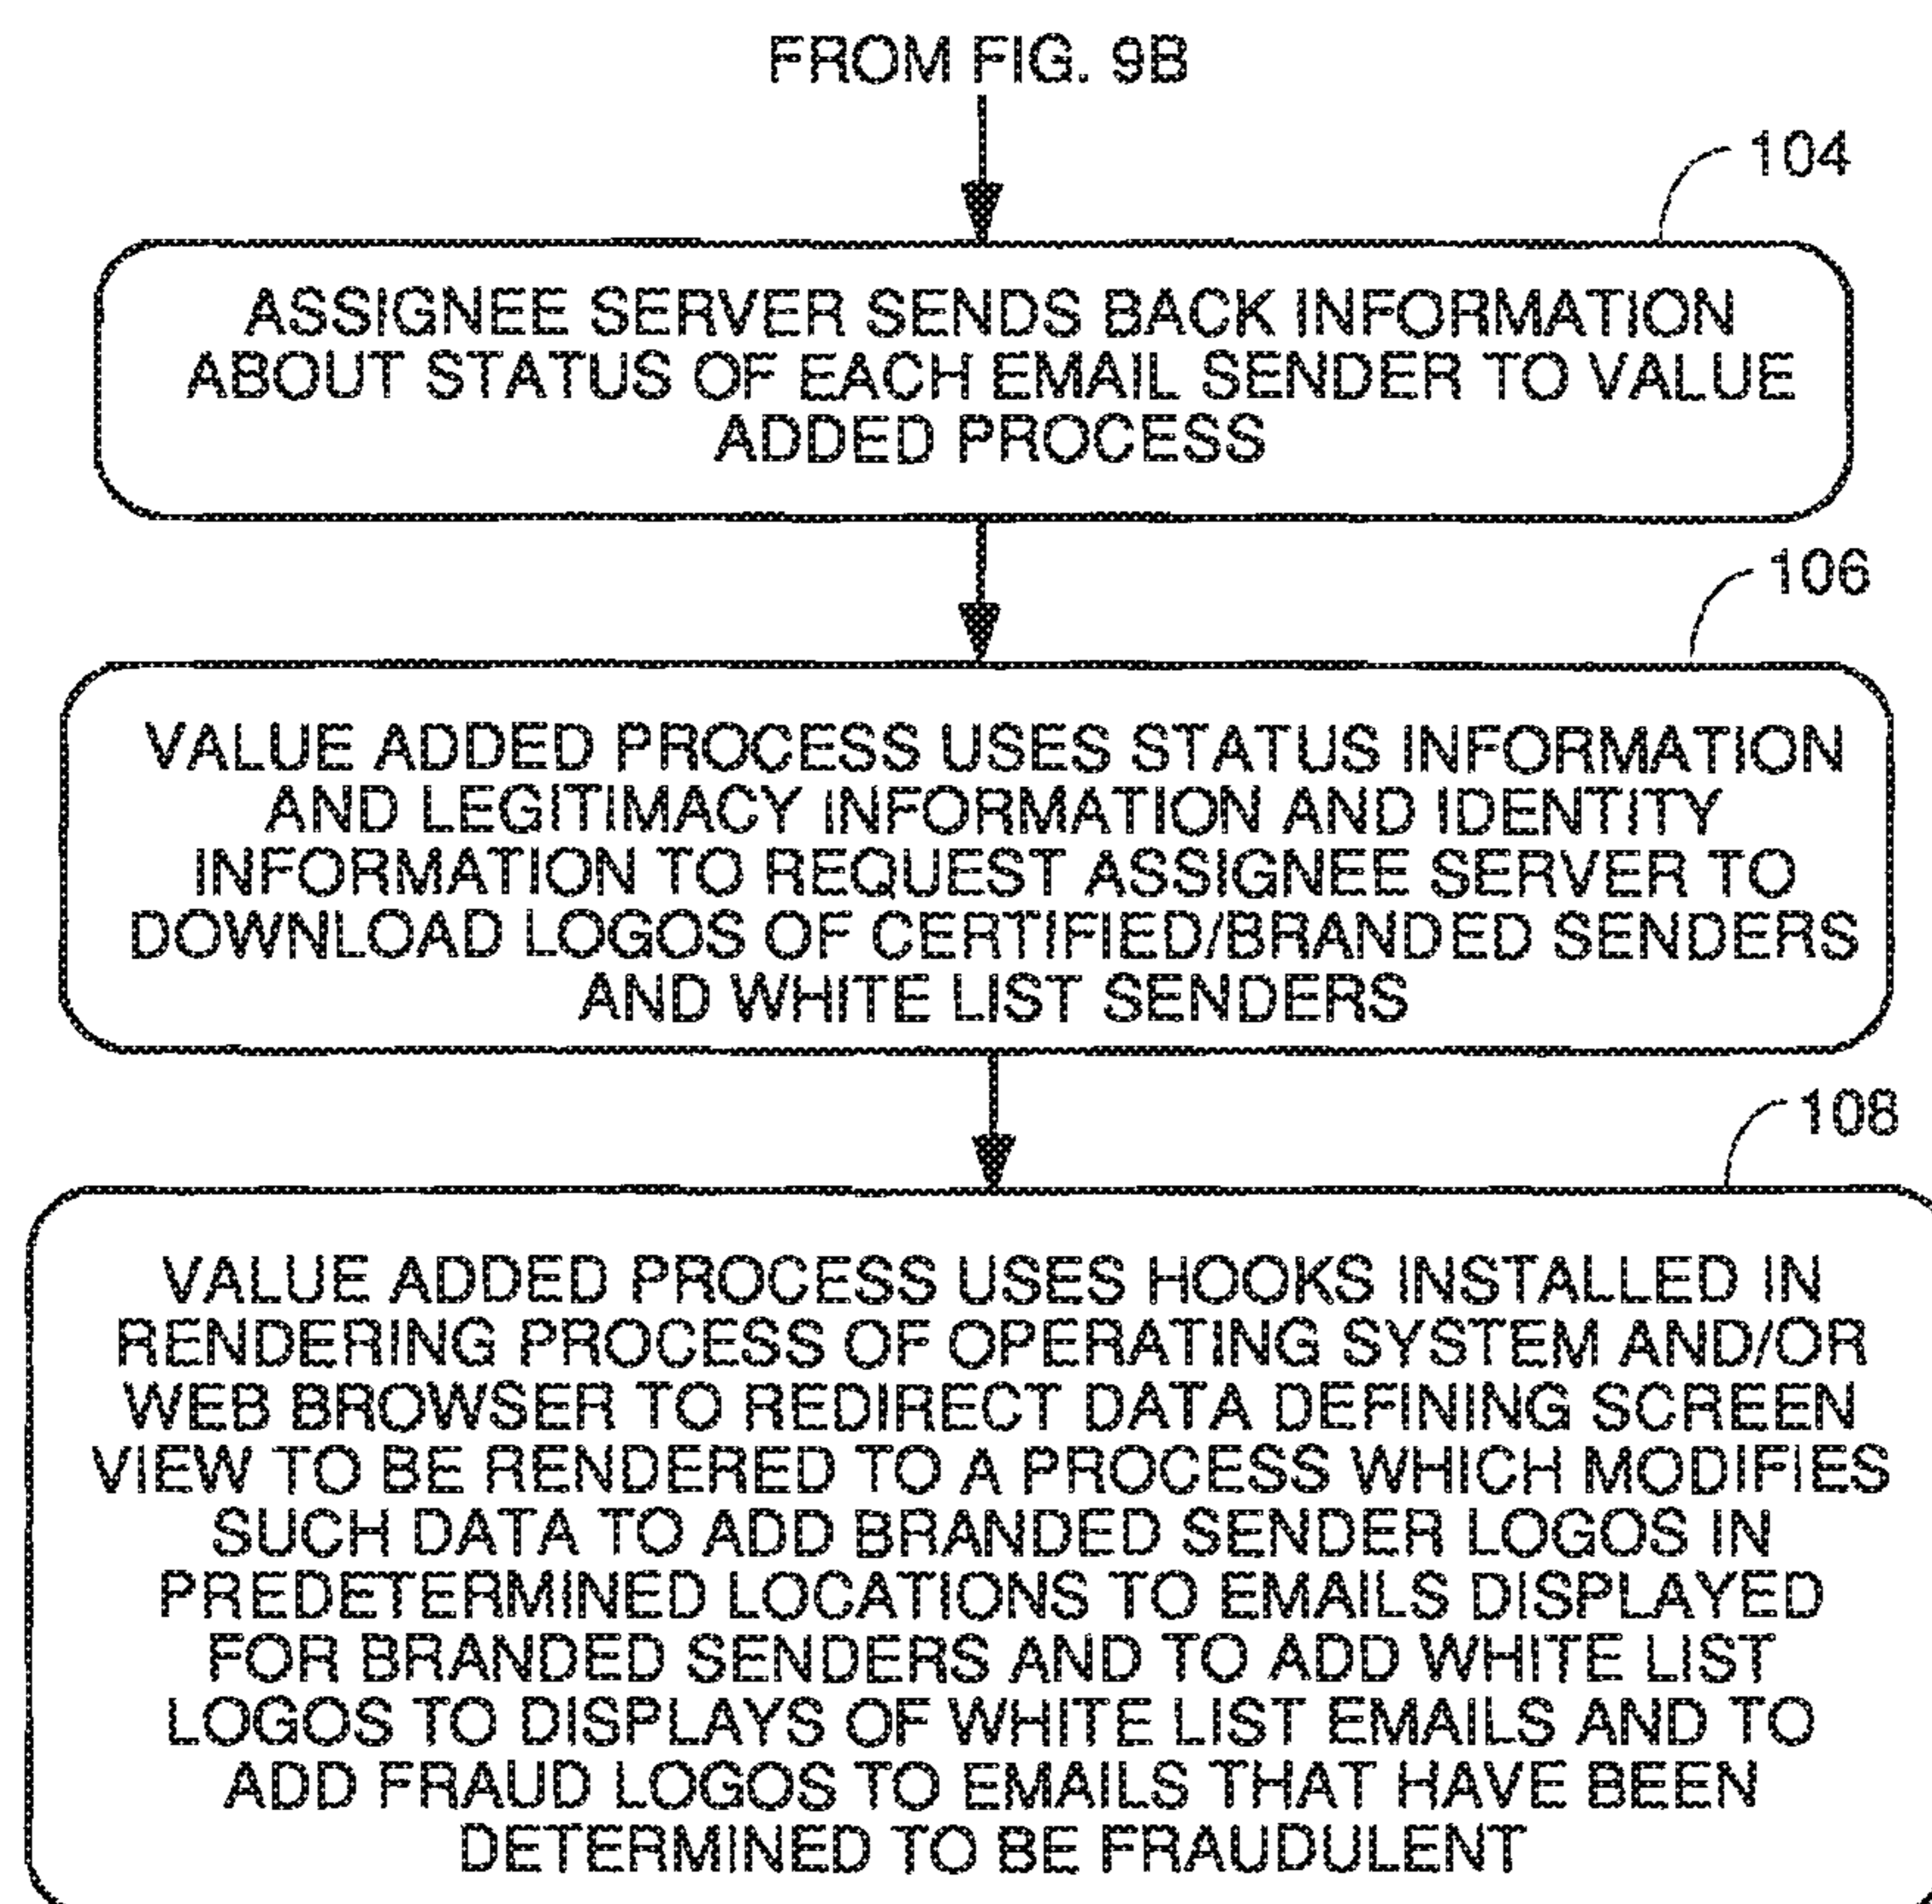 FROM FIG. 9B
104
ASSIGNEE SERVER SENDS BACK INFORMATION
ABOUT STATUS OF EACH EMAIL SENDER TO VALUE
ADDED PROCESS
106
VALUE ADDED PROCESS USES STATUS INFORMATION
AND LEGITIMACY INFORMATION AND IDENTITY
INFORMATION TO REQUEST ASSIGNEE SERVER TO
DOWNLOAD LOGOS OF CERTIFIED/BRANDED SENDERS
AND WHITE LIST SENDERS
108
VALUE ADDED PROCESS USES HOOKS INSTALLED IN
RENDERING PROCESS OF OPERATING SYSTEM AND/OR
WEB BROWSER TO REDIRECT DATA DEFINING SCREEN
VIEW TO BE RENDERED TO A PROCESS WHICH MODIFIES
SUCH DATA TO ADD BRANDED SENDER LOGOS IN
PREDETERMINED LOCATIONS TO EMAILS DISPLAYED
FOR BRANDED SENDERS AND TO ADD WHITE LIST
LOGOS TO DISPLAYS OF WHITE LIST EMAILS AND TO
ADD FRAUD LOGOS TO EMAILS THAT HAVE BEEN
DETERMINED TO BE FRAUDULENT